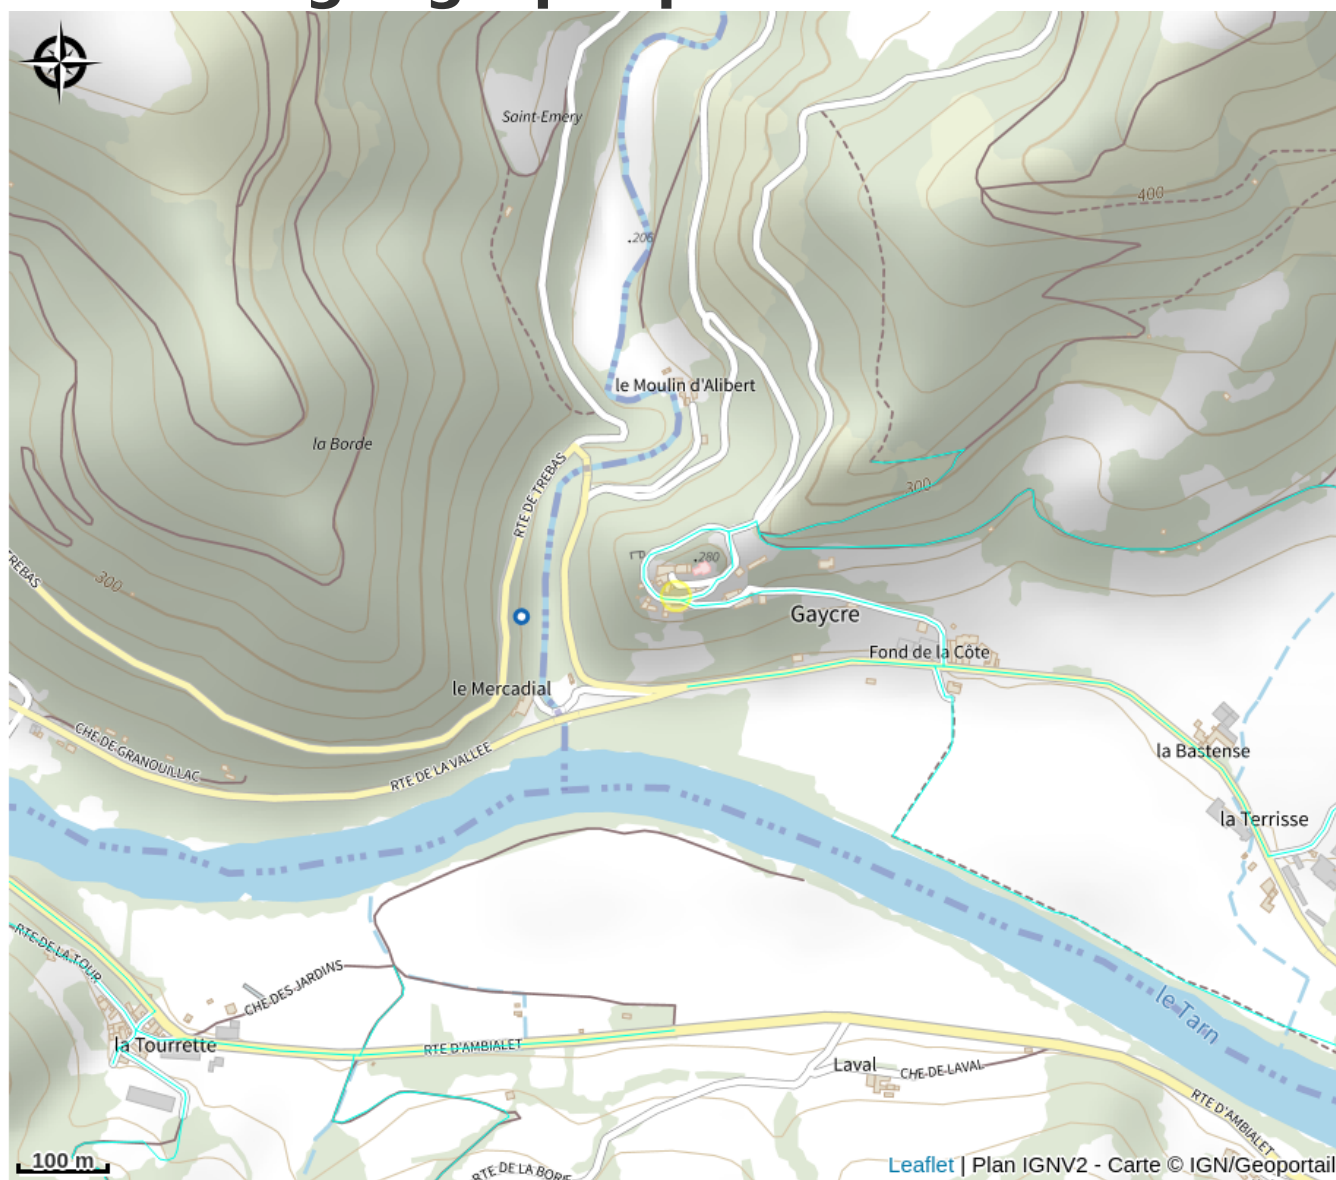 Saint-Emery
400
.206
le Moulin d'Alibert
la Borde
RTE DE TREBAS
300
.280
TREBAS
300
Gaycre
Fond de la Côte
le Mercadial
CHE DE GRANOUILLAC
RTE DE LA VALLEE
la Bastense
la Terrisse
RTE DE LA TOUR
CHE DES JARDINS
le Tarn
la Tourrette
RTE D'AMBIALET
Laval
CHE DE LAVAL
RTE D'AMBIALET
100 m
RTE DE LA BORIE
Leaflet | Plan IGNV2 - Carte © IGN/Geoportail